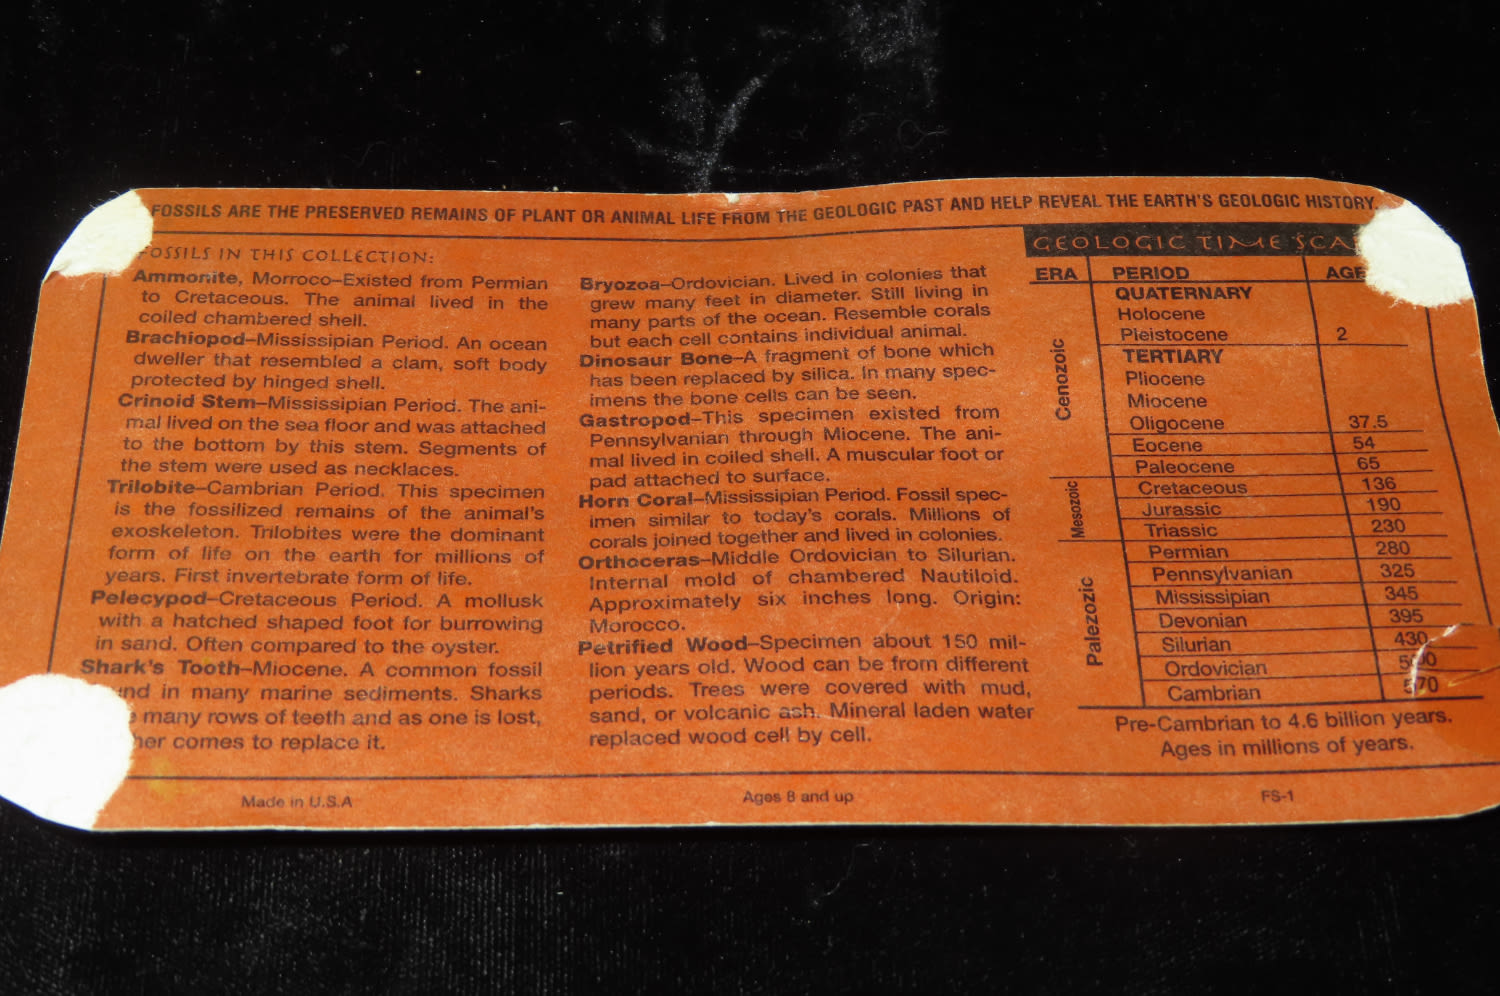 FOSSILS ARE THE PRESERVED REMAINS OF PLANT OR ANIMAL LIFE FROM THE GEOLOGIC PAST AND HELP REVEAL THE EARTH'S GEOLOGIC HISTORY.
FOSSILS IN THIS COLLECTION:
Ammonite, Morroco–Existed from Permian
to Cretaceous. The animal lived in the
coiled chambered shell.
Brachiopod–Mississipian Period. An ocean
dweller that resembled a clam, soft body
protected by hinged shell.
Crinoid Stem–Mississipian Period. The ani-
mal lived on the sea floor and was attached
to the bottom by this stem. Segments of
the stem were used as necklaces.
Trilobite–Cambrian Period. This specimen
is the fossilized remains of the animal's
exoskeleton. Trilobites were the dominant
form of life on the earth for millions of
years. First invertebrate form of life.
Pelecypod–Cretaceous Period. A mollusk
with a hatched shaped foot for burrowing
in sand. Often compared to the oyster.
Shark's Tooth–Miocene. A common fossil
in many marine sediments. Sharks
many rows of teeth and as one is lost,
comes to replace it.
Bryozoa–Ordovician. Lived in colonies that
grew many feet in diameter. Still living in
many parts of the ocean. Resemble corals
but each cell contains individual animal.
Dinosaur Bone–A fragment of bone which
has been replaced by silica. In many spec-
imens the bone cells can be seen.
Gastropod–This specimen existed from
Pennsylvanian through Miocene. The ani-
mal lived in coiled shell. A muscular foot or
pad attached to surface.
Horn Coral–Mississipian Period. Fossil spec-
imen similar to today's corals. Millions of
corals joined together and lived in colonies.
Orthoceras–Middle Ordovician to Silurian.
Internal mold of chambered Nautiloid.
Approximately six inches long. Origin:
Morocco.
Petrified Wood–Specimen about 150 mil-
lion years old. Wood can be from different
periods. Trees were covered with mud,
sand, or volcanic ash. Mineral laden water
replaced wood cell by cell.
GEOLOGIC TIME
ERA PERIOD AGE
Cenozoic
QUATERNARY
Holocene
Pleistocene 2
TERTIARY
Pliocene
Miocene
Oligocene 37.5
Eocene 54
Paleocene 65
Mesozoic
Cretaceous 136
Jurassic 190
Triassic 230
Palezozic
Permian 280
Pennsylvanian 325
Mississipian 345
Devonian 395
Silurian 430
Ordovician
Cambrian 570
Pre-Cambrian to 4.6 billion years.
Ages in millions of years.
Made in U.S.A Ages 8 and up FS-1